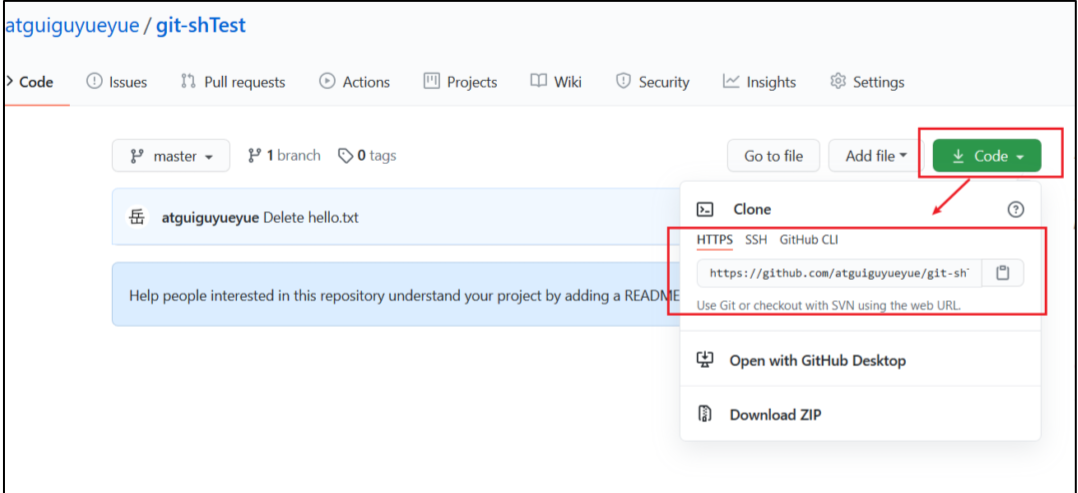 atguiguyueyue / git-shTest
Code Issues Pull requests Actions Projects Wiki Security Insights Settings
master 1 branch 0 tags Go to file Add file Code
岳 atguiguyueyue Delete hello.txt
Help people interested in this repository understand your project by adding a README
Clone
HTTPS SSH GitHub CLI
https://github.com/atguiguyueyue/git-sh
Use Git or checkout with SVN using the web URL.
Open with GitHub Desktop
Download ZIP